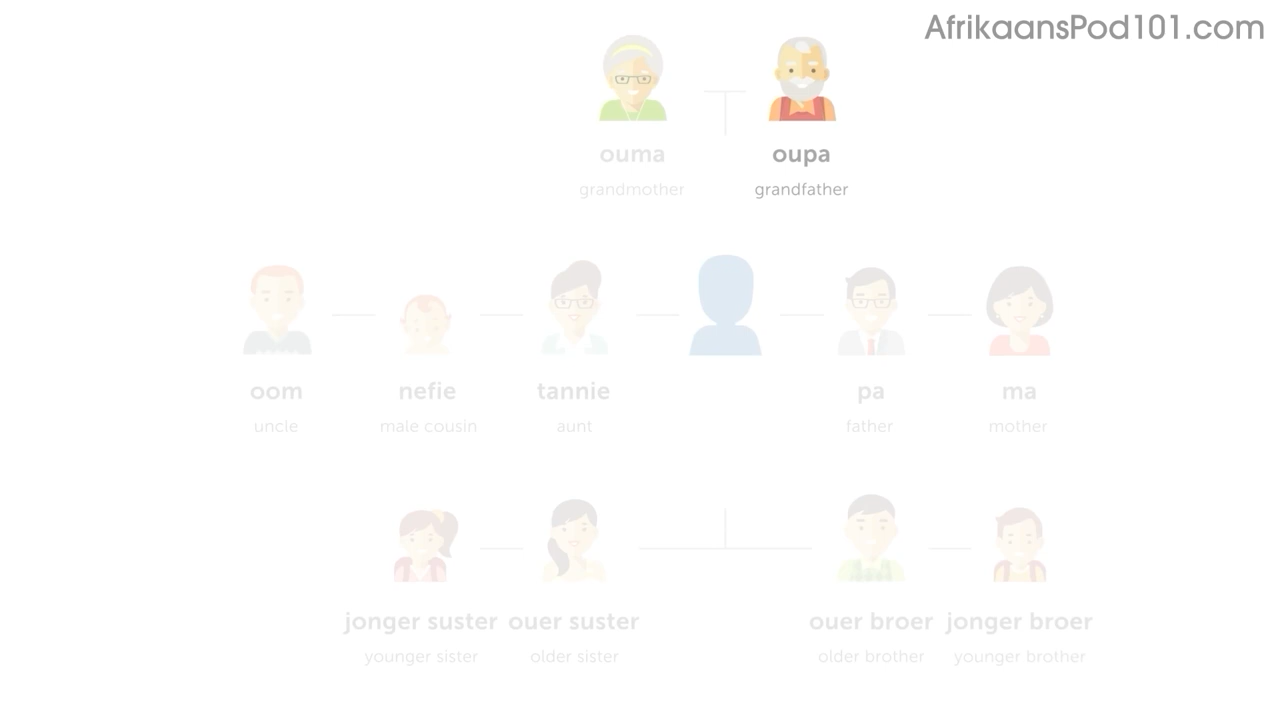 AfrikaansPod101.com
ouma oupa
grandmother grandfather
oom nefie tannie pa ma
uncle male cousin aunt father mother
jonger suster ouer suster ouer broer jonger broer
younger sister older sister older brother younger brother